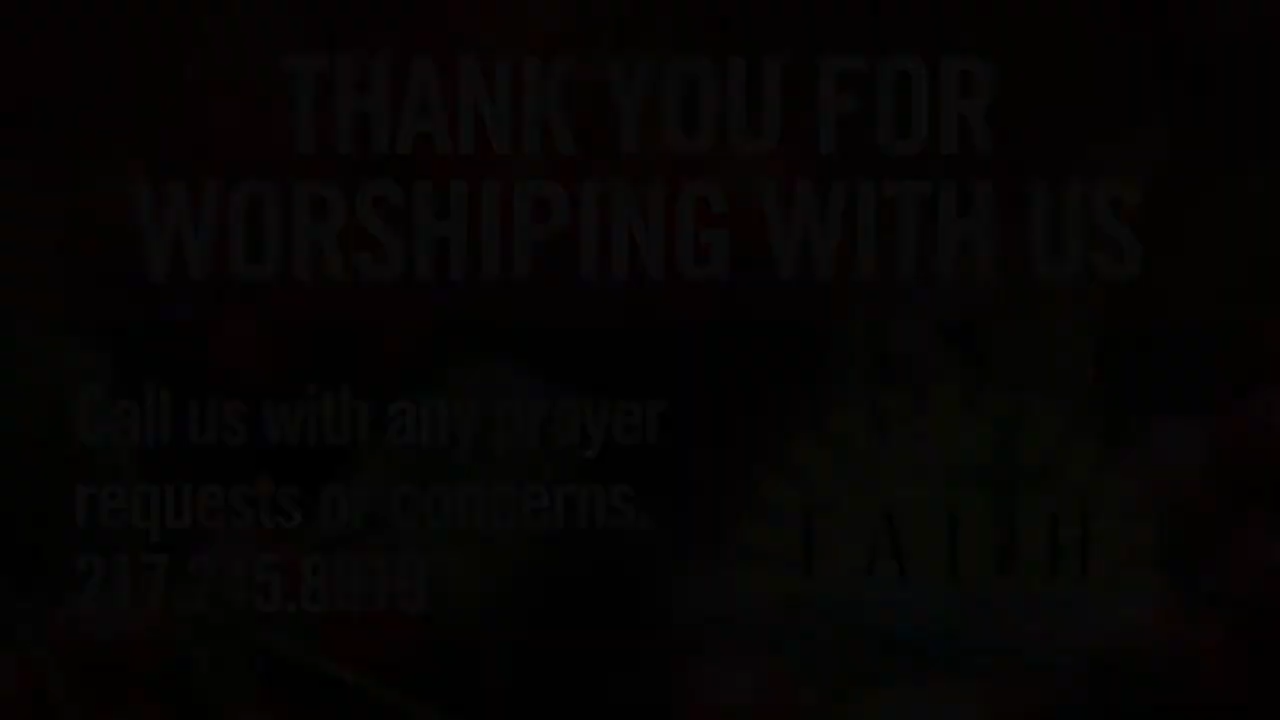 THANK YOU FOR
WORSHIPING WITH US
Call us with any prayer
requests or concerns.